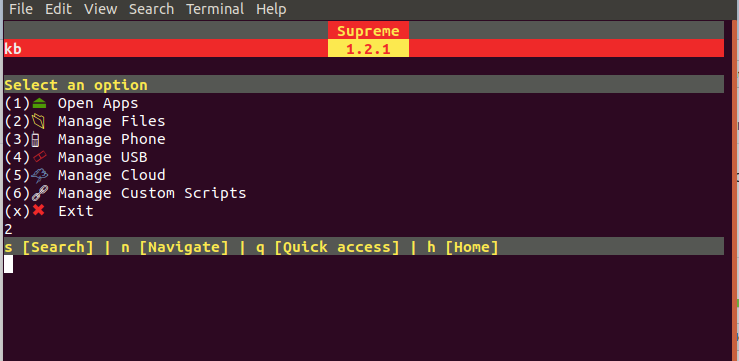 File Edit View Search Terminal Help
Supreme
kb 1.2.1
Select an option
(1) Open Apps
(2) Manage Files
(3) Manage Phone
(4) Manage USB
(5) Manage Cloud
(6) Manage Custom Scripts
(x) Exit
2
s [Search] | n [Navigate] | q [Quick access] | h [Home]